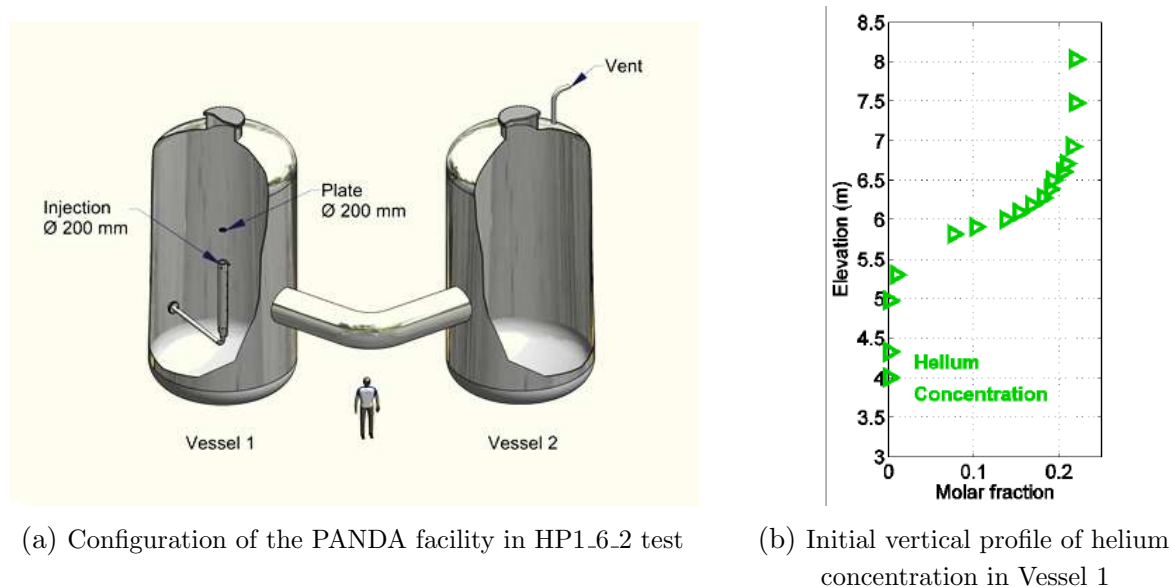 Vent
Plate
Ø 200 mm
Injection
Ø 200 mm
Vessel 1
Vessel 2
(a) Configuration of the PANDA facility in HP1_6_2 test
8.5
8
7.5
7
6.5
6
5.5
5
4.5
4
3.5
3
Elevation (m)
Helium
Concentration
0
0.1
0.2
Molar fraction
(b) Initial vertical profile of helium
concentration in Vessel 1